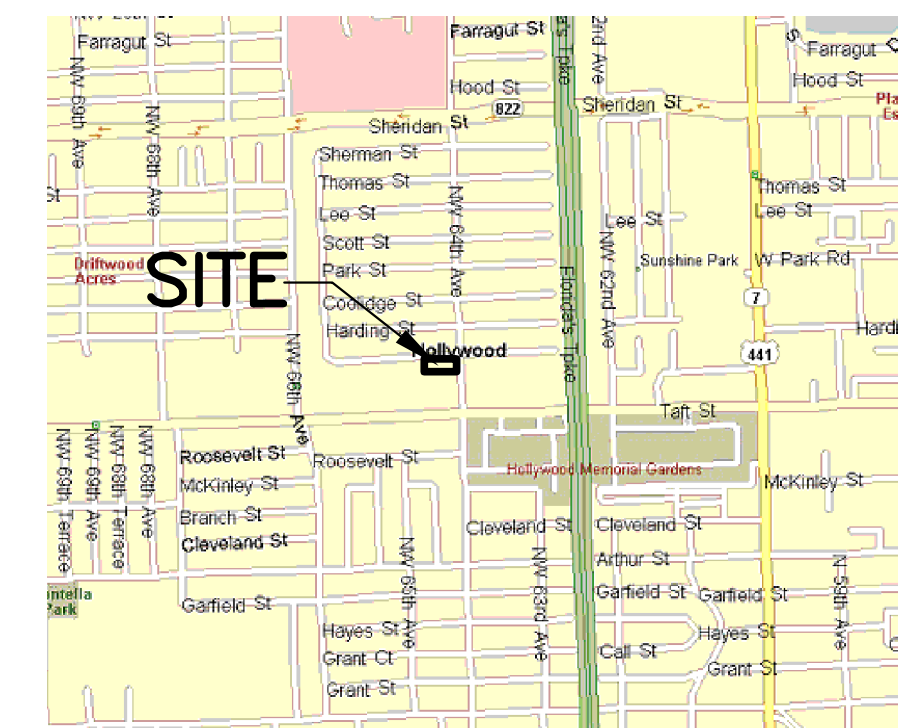 Farragut St
Farragut St
Farragut
Hood St
Hood St
a's Tpke
2nd Ave
822
Sheridan St
Sheridan St
Pla
Es
NW 69th Ave
NW 68th Ave
Sherman St
Thomas St
Thomas St
St
Lee St
Lee St
Lee St
NW 64th Ave
Scott St
Sunshine Park
W Park Rd
Driftwood
Acres
SITE
Park St
Florida's Tpke
NW 62nd Ave
7
Coolidge St
Harding St
Hardi
Hollywood
441
NW 66th Ave
Taft St
NW 69th Terrace
NW 69th Ave
NW 68th Terrace
NW 68th Ave
Roosevelt St
Roosevelt St
Hollywood Memorial Gardens
McKinley St
McKinley St
Branch St
Cleveland St
Cleveland St
Cleveland St
NW 65th Ave
NW 63rd Ave
Arthur St
N 59th Ave
intella
Park
Garfield St
Garfield St
Garfield St
Hayes St
Hayes St
Grant Ct
Call St
Grant St
Grant St